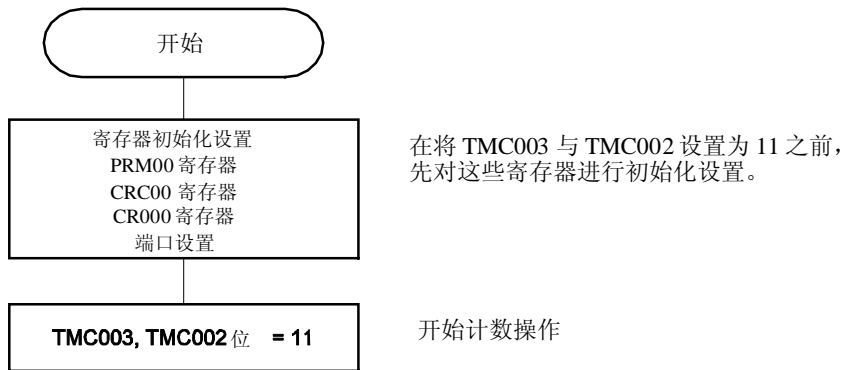 开始
寄存器初始化设置
PRM00 寄存器
CRC00 寄存器
CR000 寄存器
端口设置
在将 TMC003 与 TMC002 设置为 11 之前，
先对这些寄存器进行初始化设置。
TMC003, TMC002 位 = 11
开始计数操作